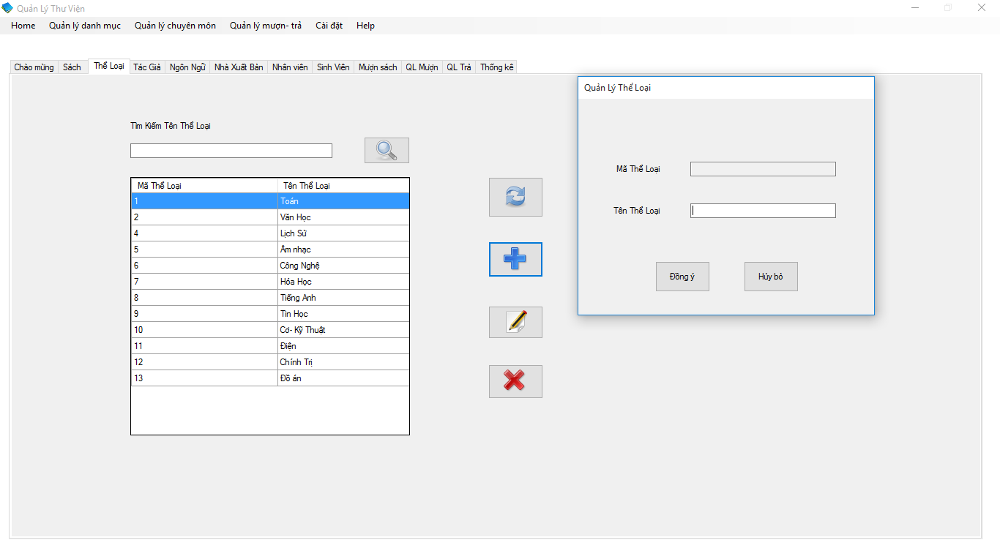 Quản Lý Thư Viện
Home Quản lý danh mục Quản lý chuyên môn Quản lý mượn- trả Cài đặt Help
Chào mừng Sách Thể Loại Tác Giả Ngôn Ngữ Nhà Xuất Bản Nhân viên Sinh Viên Mượn sách QL Mượn QL Trả Thống kê
Quản Lý Thể Loại
Tìm Kiếm Tên Thể Loại
Mã Thể Loại Tên Thể Loại
1 Toán
2 Văn Học
4 Lịch Sử
5 Âm nhạc
6 Công Nghệ
7 Hóa Học
8 Tiếng Anh
9 Tin Học
10 Cơ- Kỹ Thuật
11 Điện
12 Chính Trị
13 Đồ án
Mã Thể Loại
Tên Thể Loại
Đồng ý Hủy bỏ